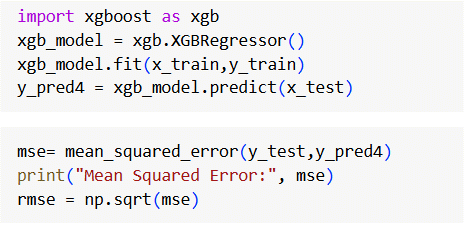 import xgboost as xgb
xgb_model = xgb.XGBRegressor()
xgb_model.fit(x_train,y_train)
y_pred4 = xgb_model.predict(x_test)
mse= mean_squared_error(y_test,y_pred4)
print("Mean Squared Error:", mse)
rmse = np.sqrt(mse)